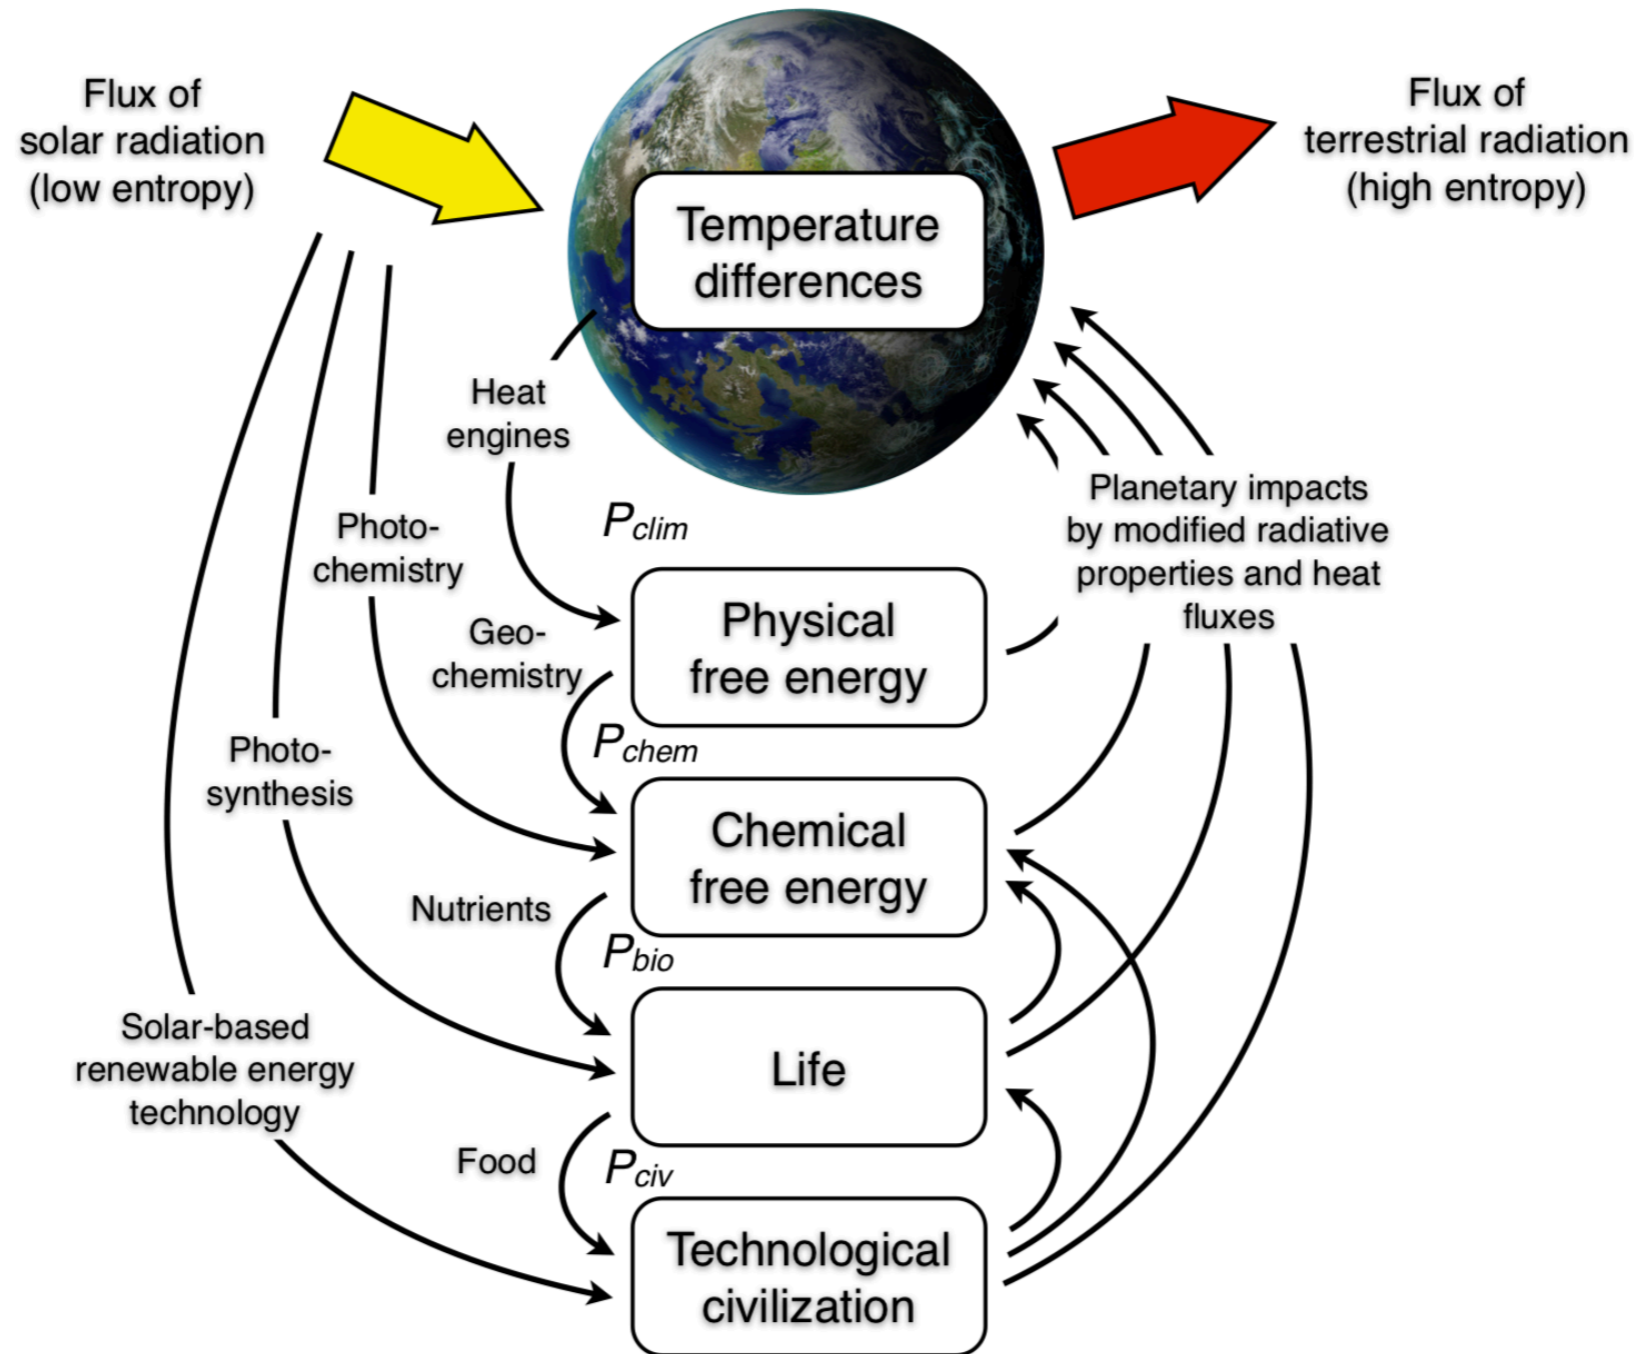 Flux of
solar radiation
(low entropy)
Flux of
terrestrial radiation
(high entropy)
Temperature
differences
Heat
engines
Planetary impacts
by modified radiative
properties and heat
fluxes
Photo-
chemistry
Pclim
Geo-
chemistry
Physical
free energy
Photo-
synthesis
Pchem
Chemical
free energy
Nutrients
Pbio
Solar-based
renewable energy
technology
Life
Food
Pciv
Technological
civilization